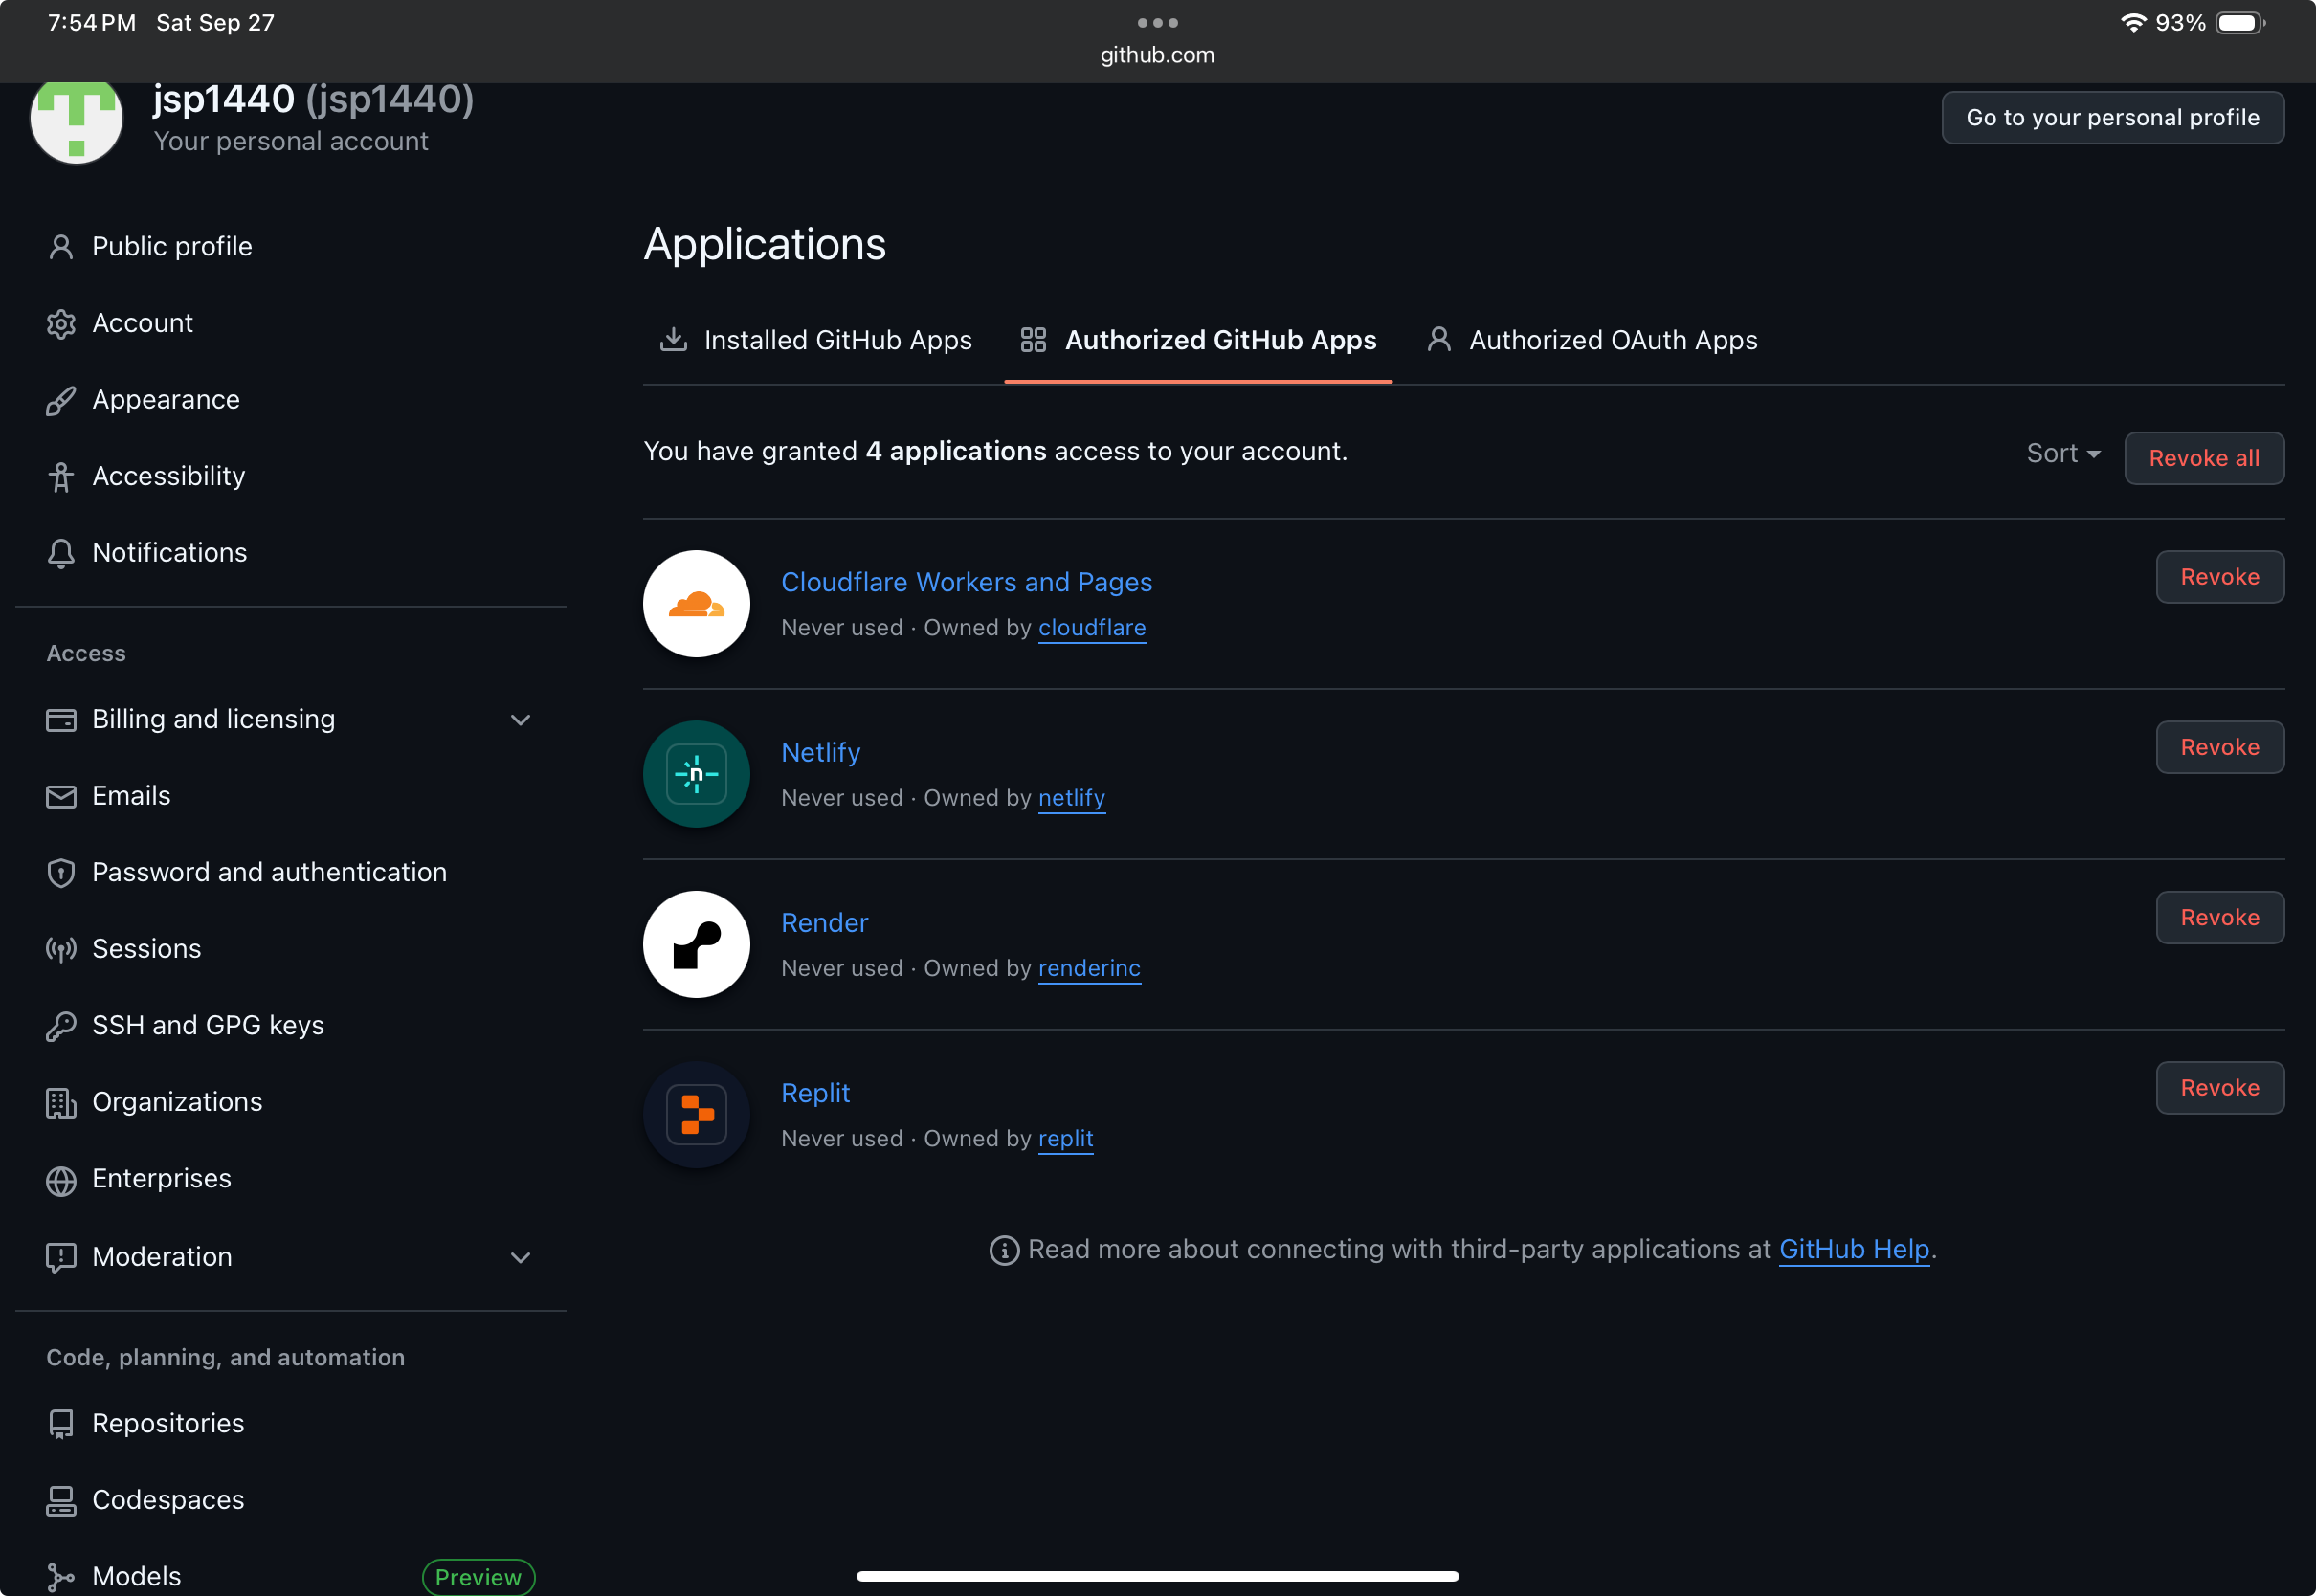 7:54 PM Sat Sep 27
93%
github.com
jsp1440 (jsp1440)
Your personal account
Go to your personal profile
Public profile
Account
Appearance
Accessibility
Notifications
Access
Billing and licensing
Emails
Password and authentication
Sessions
SSH and GPG keys
Organizations
Enterprises
Moderation
Code, planning, and automation
Repositories
Codespaces
Models Preview
Applications
Installed GitHub Apps Authorized GitHub Apps Authorized OAuth Apps
You have granted 4 applications access to your account.
Sort Revoke all
Cloudflare Workers and Pages
Never used · Owned by cloudflare
Revoke
n
Netlify
Never used · Owned by netlify
Revoke
Render
Never used · Owned by renderinc
Revoke
Replit
Never used · Owned by replit
Revoke
Read more about connecting with third-party applications at GitHub Help.